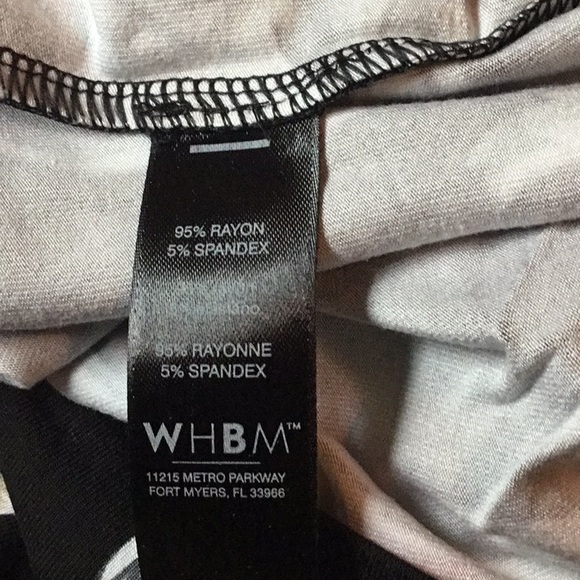 95% RAYON
5% SPANDEX
95% RAYONNE
5% SPANDEX
WHBM™
11215 METRO PARKWAY
FORT MYERS, FL 33966